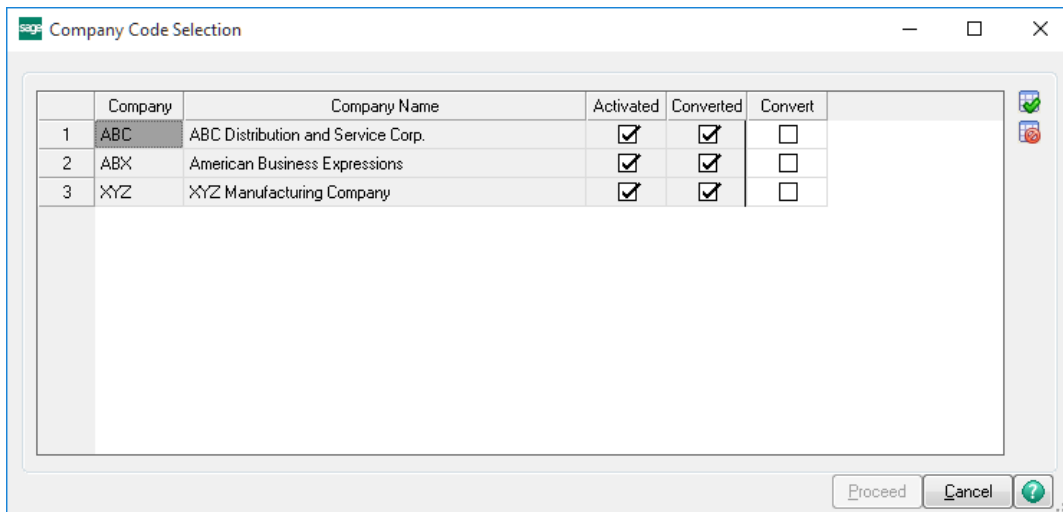 sage Company Code Selection
Company Company Name Activated Converted Convert
1 ABC ABC Distribution and Service Corp.
2 ABX American Business Expressions
3 XYZ XYZ Manufacturing Company
Proceed Cancel ?